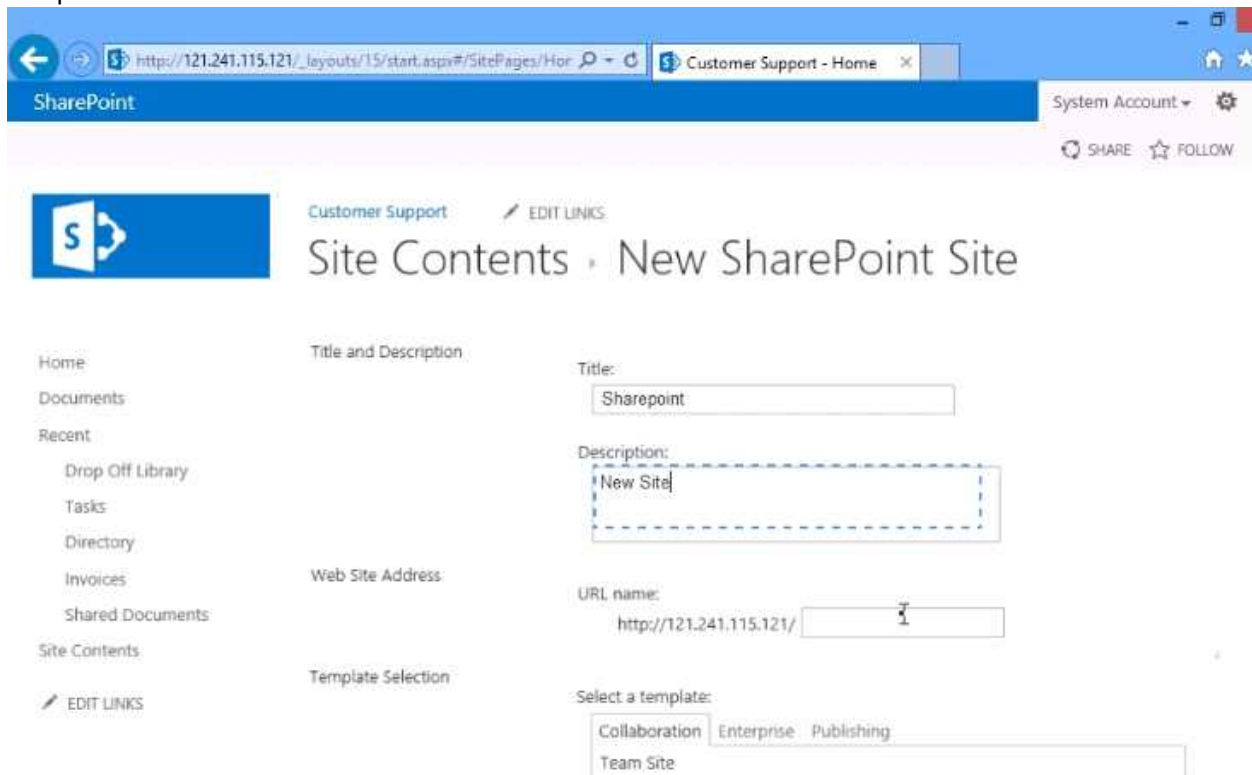 http://121.241.115.121/_layouts/15/start.aspx#/SitePages/Hor
Customer Support - Home
SharePoint
System Account
SHARE FOLLOW
S
Customer Support EDIT LINKS
Site Contents New SharePoint Site
Home
Documents
Recent
Drop Off Library
Tasks
Directory
Invoices
Shared Documents
Site Contents
EDIT LINKS
Title and Description
Title:
Sharepoint
Description:
New Site
Web Site Address
URL name:
http://121.241.115.121/
Template Selection
Select a template:
Collaboration Enterprise Publishing
Team Site